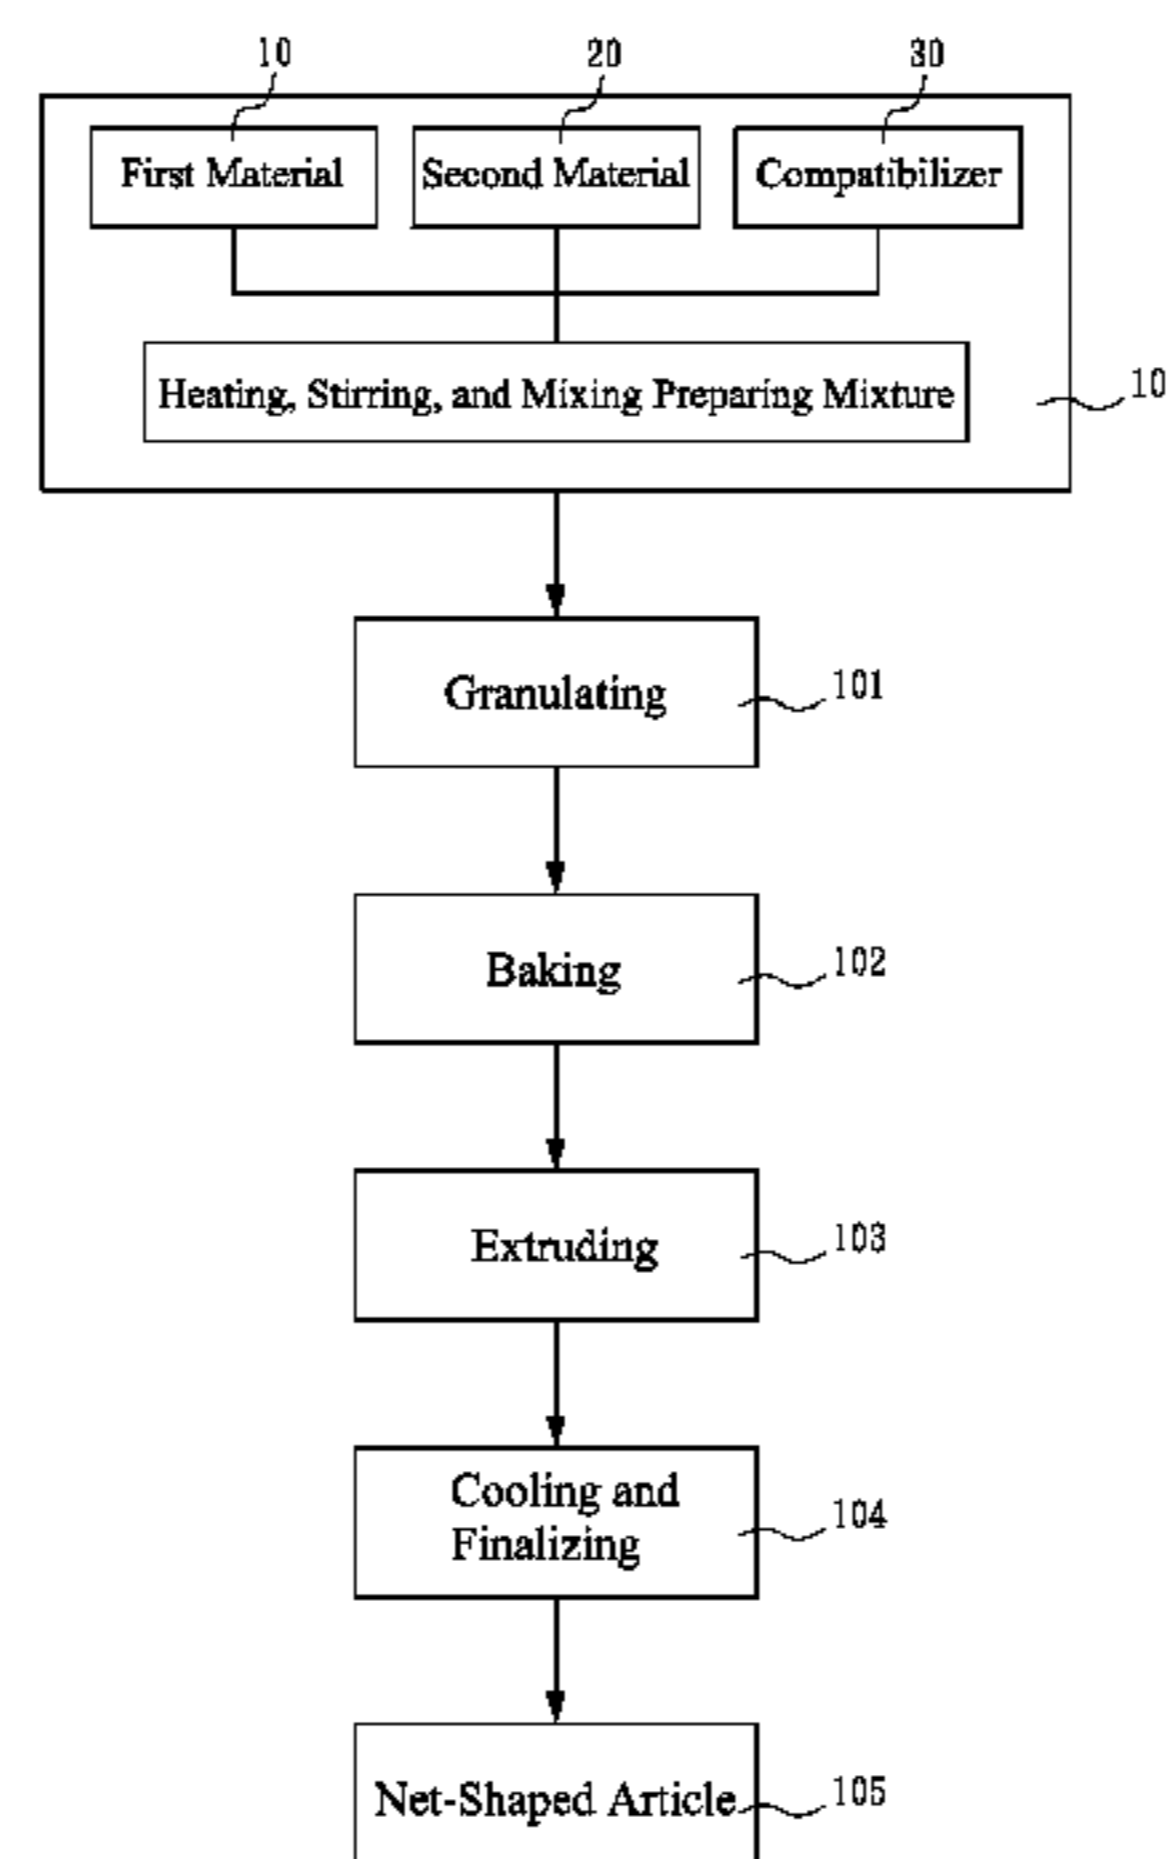 10 20 30
First Material Second Material Compatibilizer
Heating, Stirring, and Mixing Preparing Mixture
10
Granulating
101
Baking
102
Extruding
103
Cooling and
Finalizing
104
Net-Shaped Article
105